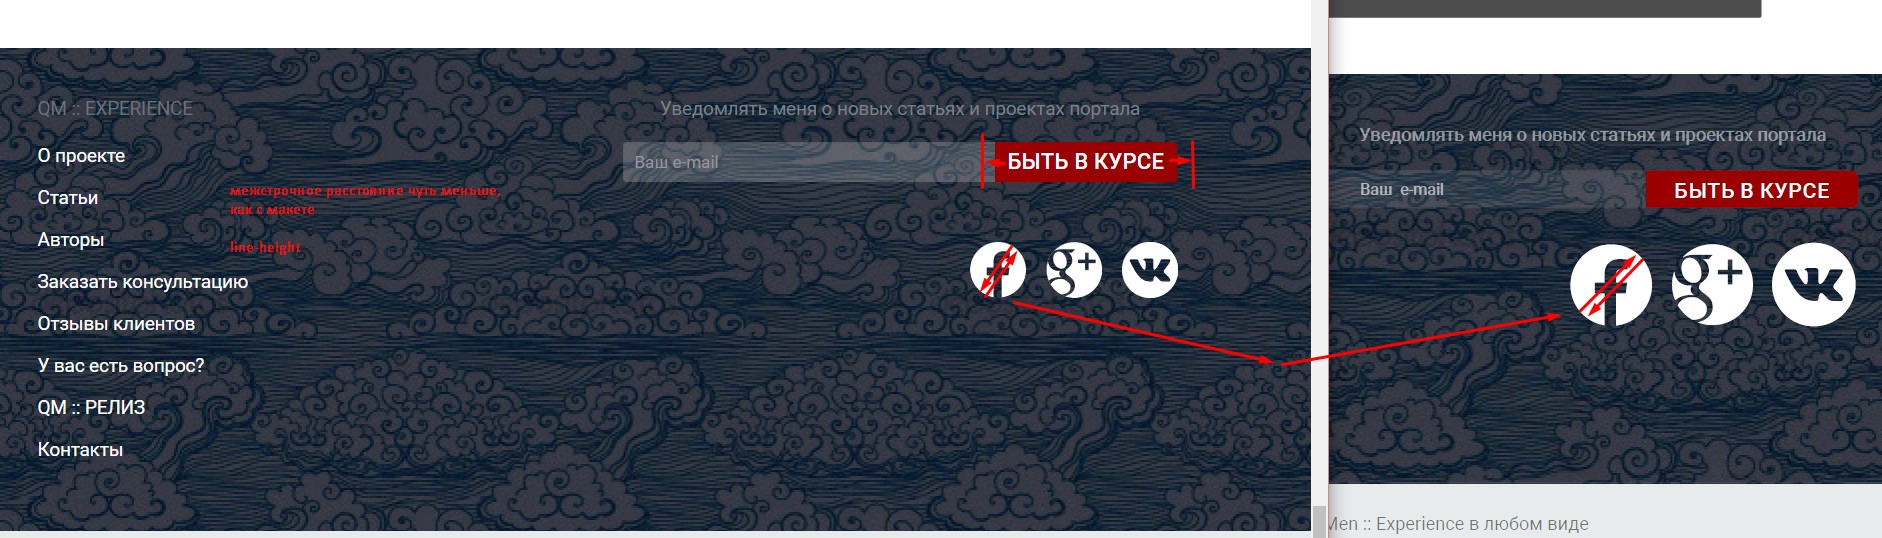 QM :: EXPERIENCE
О проекте
Статьи
Авторы
Заказать консультацию
Отзывы клиентов
У вас есть вопрос?
QM :: РЕЛИЗ
Контакты
межстрочное расстояние чуть меньше,
как с макете
line-height
Уведомлять меня о новых статьях и проектах портала
Ваш e-mail
БЫТЬ В КУРСЕ
f g+ VK
Уведомлять меня о новых статьях и проектах портала
Ваш e-mail
БЫТЬ В КУРСЕ
f g+ VK
Men :: Experience в любом виде